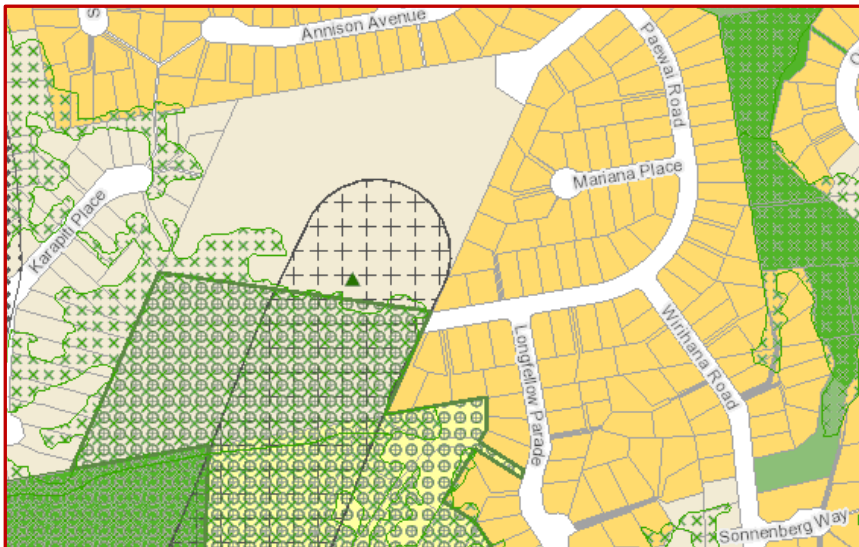 Annison Avenue
S
O
Paewai Road
Mariana Place
Karapiti Place
Wirihana Road
Longfellow Parade
Sonnenberg Way